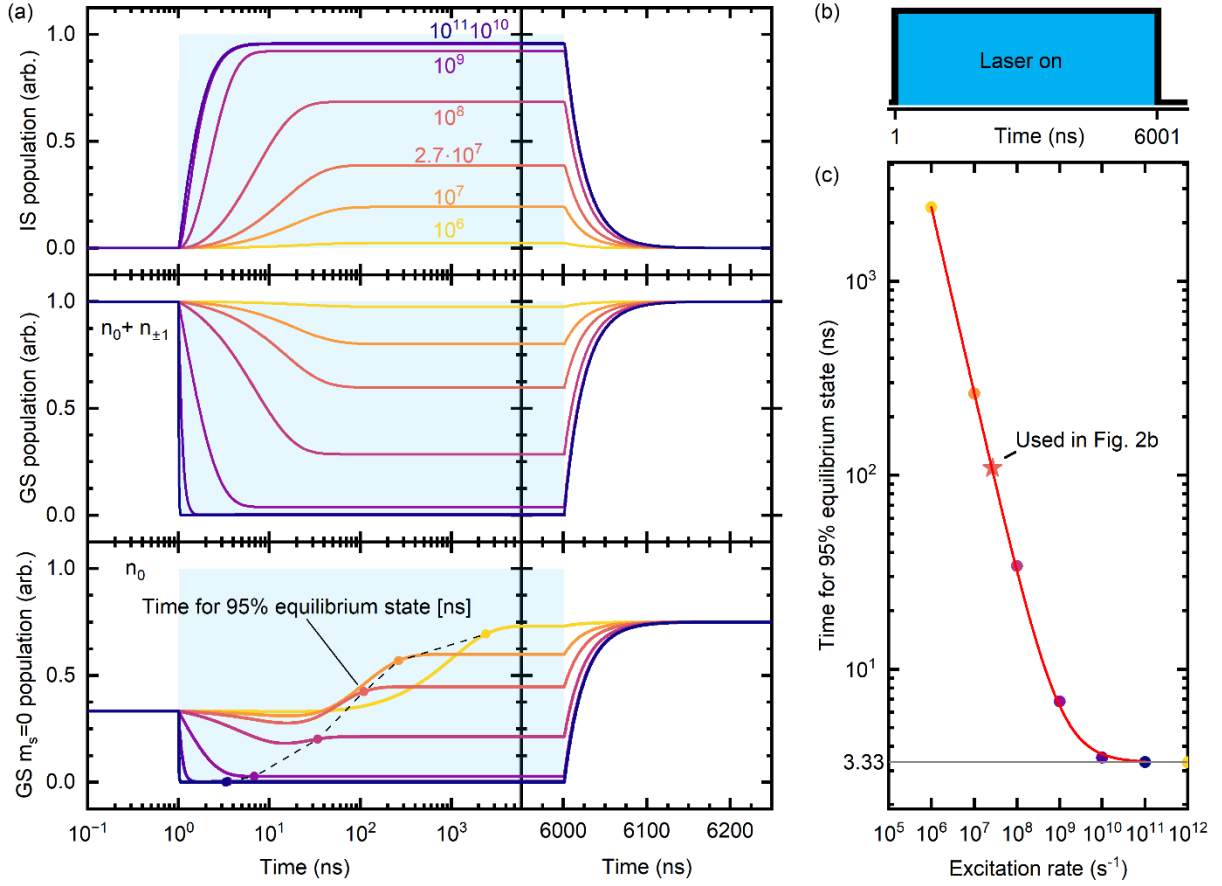 (a)
IS population (arb.)
1.0
0.5
0.0
10¹¹10¹⁰
10⁹
10⁸
2.7·10⁷
10⁷
10⁶
GS population (arb.)
1.0
0.5
0.0
n₀+ n±₁
GS mₛ=0 population (arb.)
1.0
0.5
0.0
n₀
Time for 95% equilibrium state [ns]
10⁻¹ 10⁰ 10¹ 10² 10³ 6000 6100 6200
Time (ns) Time (ns)
(b)
Laser on
1 Time (ns) 6001
(c)
Time for 95% equilibrium state (ns)
10³
10²
10¹
3.33
Used in Fig. 2b
10⁵ 10⁶ 10⁷ 10⁸ 10⁹ 10¹⁰ 10¹¹ 10¹²
Excitation rate (s⁻¹)